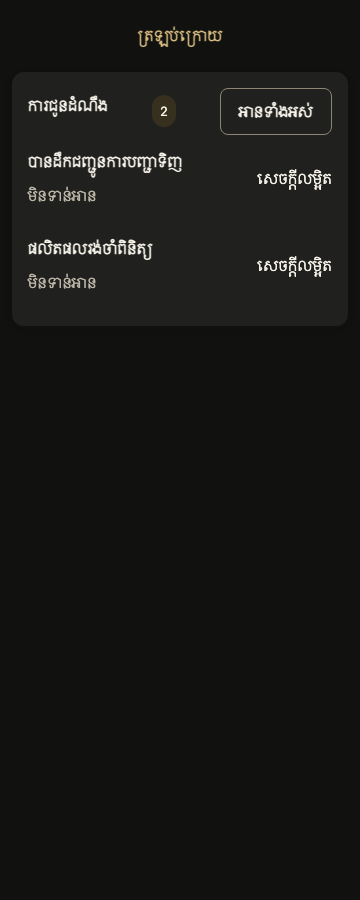 ត្រឡប់ក្រោយ
ការជូនដំណឹង
2
អានទាំងអស់
បានដឹកជញ្ជូនការបញ្ជាទិញ
សេចក្តីលម្អិត
មិនទាន់អាន
ផលិតផលរង់ចាំពិនិត្យ
សេចក្តីលម្អិត
មិនទាន់អាន